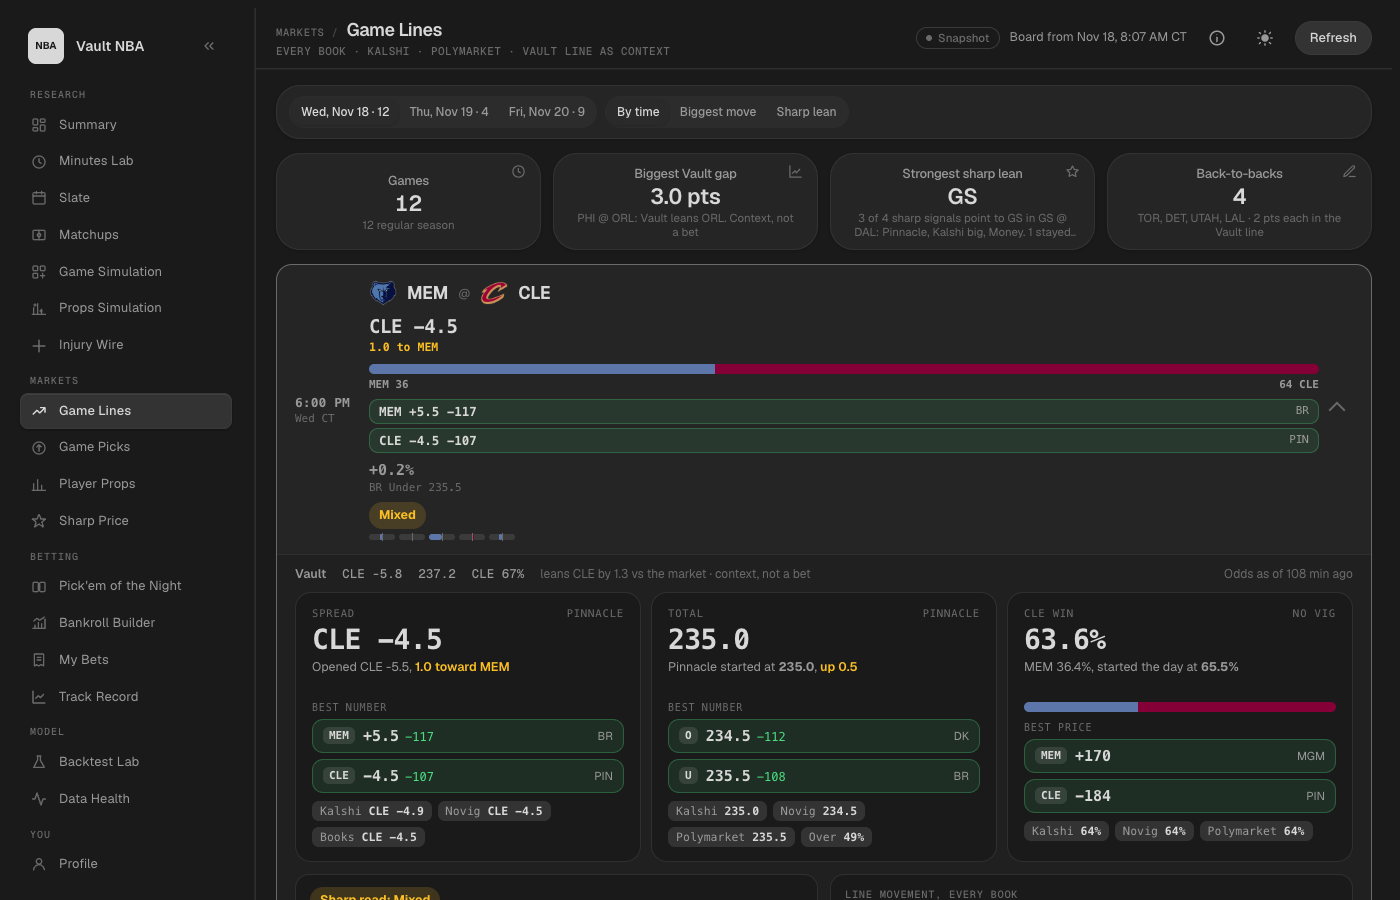 NBA
Vault NBA
RESEARCH
Summary
Minutes Lab
Slate
Matchups
Game Simulation
Props Simulation
Injury Wire
MARKETS
Game Lines
Game Picks
Player Props
Sharp Price
BETTING
Pick'em of the Night
Bankroll Builder
My Bets
Track Record
MODEL
Backtest Lab
Data Health
YOU
Profile
MARKETS / Game Lines
EVERY BOOK · KALSHI · POLYMARKET · VAULT LINE AS CONTEXT
Snapshot
Board from Nov 18, 8:07 AM CT
Refresh
Wed, Nov 18 · 12
Thu, Nov 19 · 4
Fri, Nov 20 · 9
By time
Biggest move
Sharp lean
Games
12
12 regular season
Biggest Vault gap
3.0 pts
PHI @ ORL: Vault leans ORL. Context, not
a bet
Strongest sharp lean
GS
3 of 4 sharp signals point to GS in GS @
DAL: Pinnacle, Kalshi big, Money. 1 stayed…
Back-to-backs
4
TOR, DET, UTAH, LAL · 2 pts each in the
Vault line
6:00 PM
Wed CT
MEM @ CLE
CLE −4.5
1.0 to MEM
MEM 36
64 CLE
MEM +5.5 −117 BR
CLE −4.5 −107 PIN
+0.2%
BR Under 235.5
Mixed
Vault CLE -5.8 237.2 CLE 67% leans CLE by 1.3 vs the market · context, not a bet
Odds as of 108 min ago
SPREAD PINNACLE
CLE −4.5
Opened CLE -5.5, 1.0 toward MEM
BEST NUMBER
MEM +5.5 −117 BR
CLE −4.5 −107 PIN
Kalshi CLE −4.9 Novig CLE −4.5
Books CLE −4.5
TOTAL PINNACLE
235.0
Pinnacle started at 235.0, up 0.5
BEST NUMBER
O 234.5 −112 DK
U 235.5 −108 BR
Kalshi 235.0 Novig 234.5
Polymarket 235.5 Over 49%
CLE WIN NO VIG
63.6%
MEM 36.4%, started the day at 65.5%
BEST PRICE
MEM +170 MGM
CLE −184 PIN
Kalshi 64% Novig 64% Polymarket 64%
Sharp read: Mixed
LINE MOVEMENT, EVERY BOOK